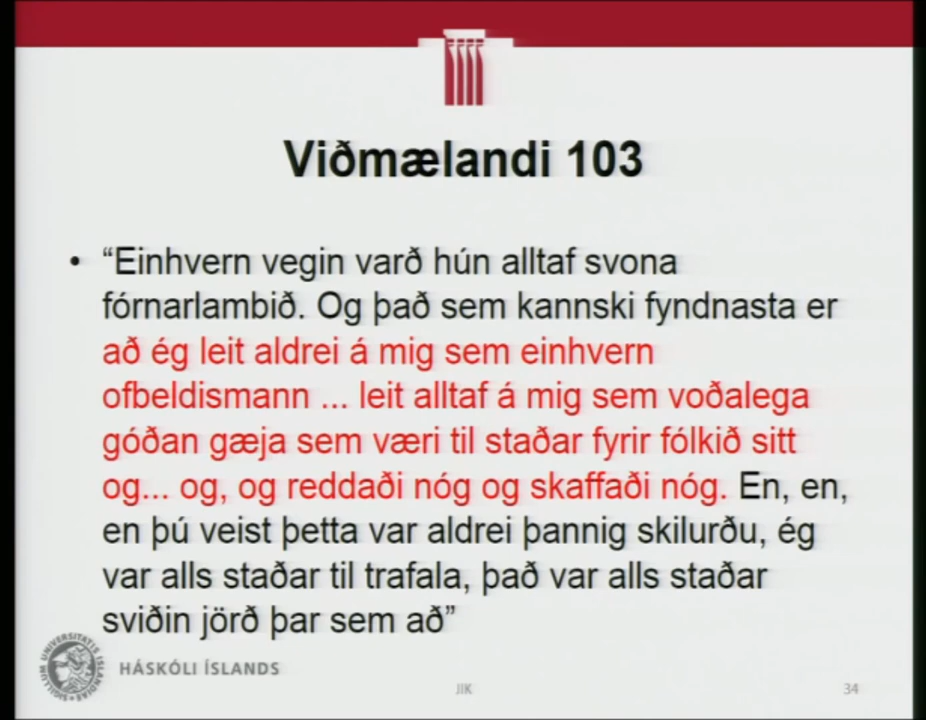 Viðmælandi 103
• “Einhvern vegin varð hún alltaf svona
fórnarlambið. Og það sem kannski fyndnasta er
að ég leit aldrei á mig sem einhvern
ofbeldismann ... leit alltaf á mig sem voðalega
góðan gæja sem væri til staðar fyrir fólkið sitt
og... og, og reddaði nóg og skaffaði nóg. En, en,
en þú veist þetta var aldrei þannig skilurðu, ég
var alls staðar til trafala, það var alls staðar
sviðin jörð þar sem að”
SIGILLUM UNIVERSITATIS ISLANDIAE
HÁSKÓLI ÍSLANDS
JIK
34